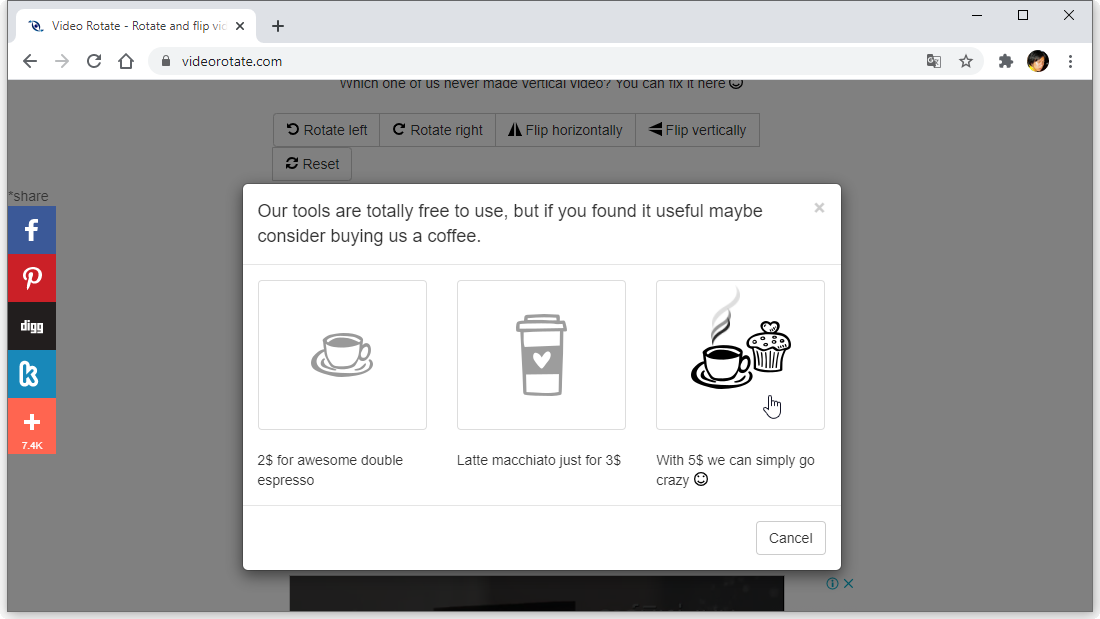 Video Rotate - Rotate and flip vic
videorotate.com
Which one of us never made vertical video? You can fix it here
Rotate left
Rotate right
Flip horizontally
Flip vertically
Reset
*share
digg
7.4K
Our tools are totally free to use, but if you found it useful maybe
consider buying us a coffee.
×
2$ for awesome double
espresso
Latte macchiato just for 3$
With 5$ we can simply go
crazy
Cancel